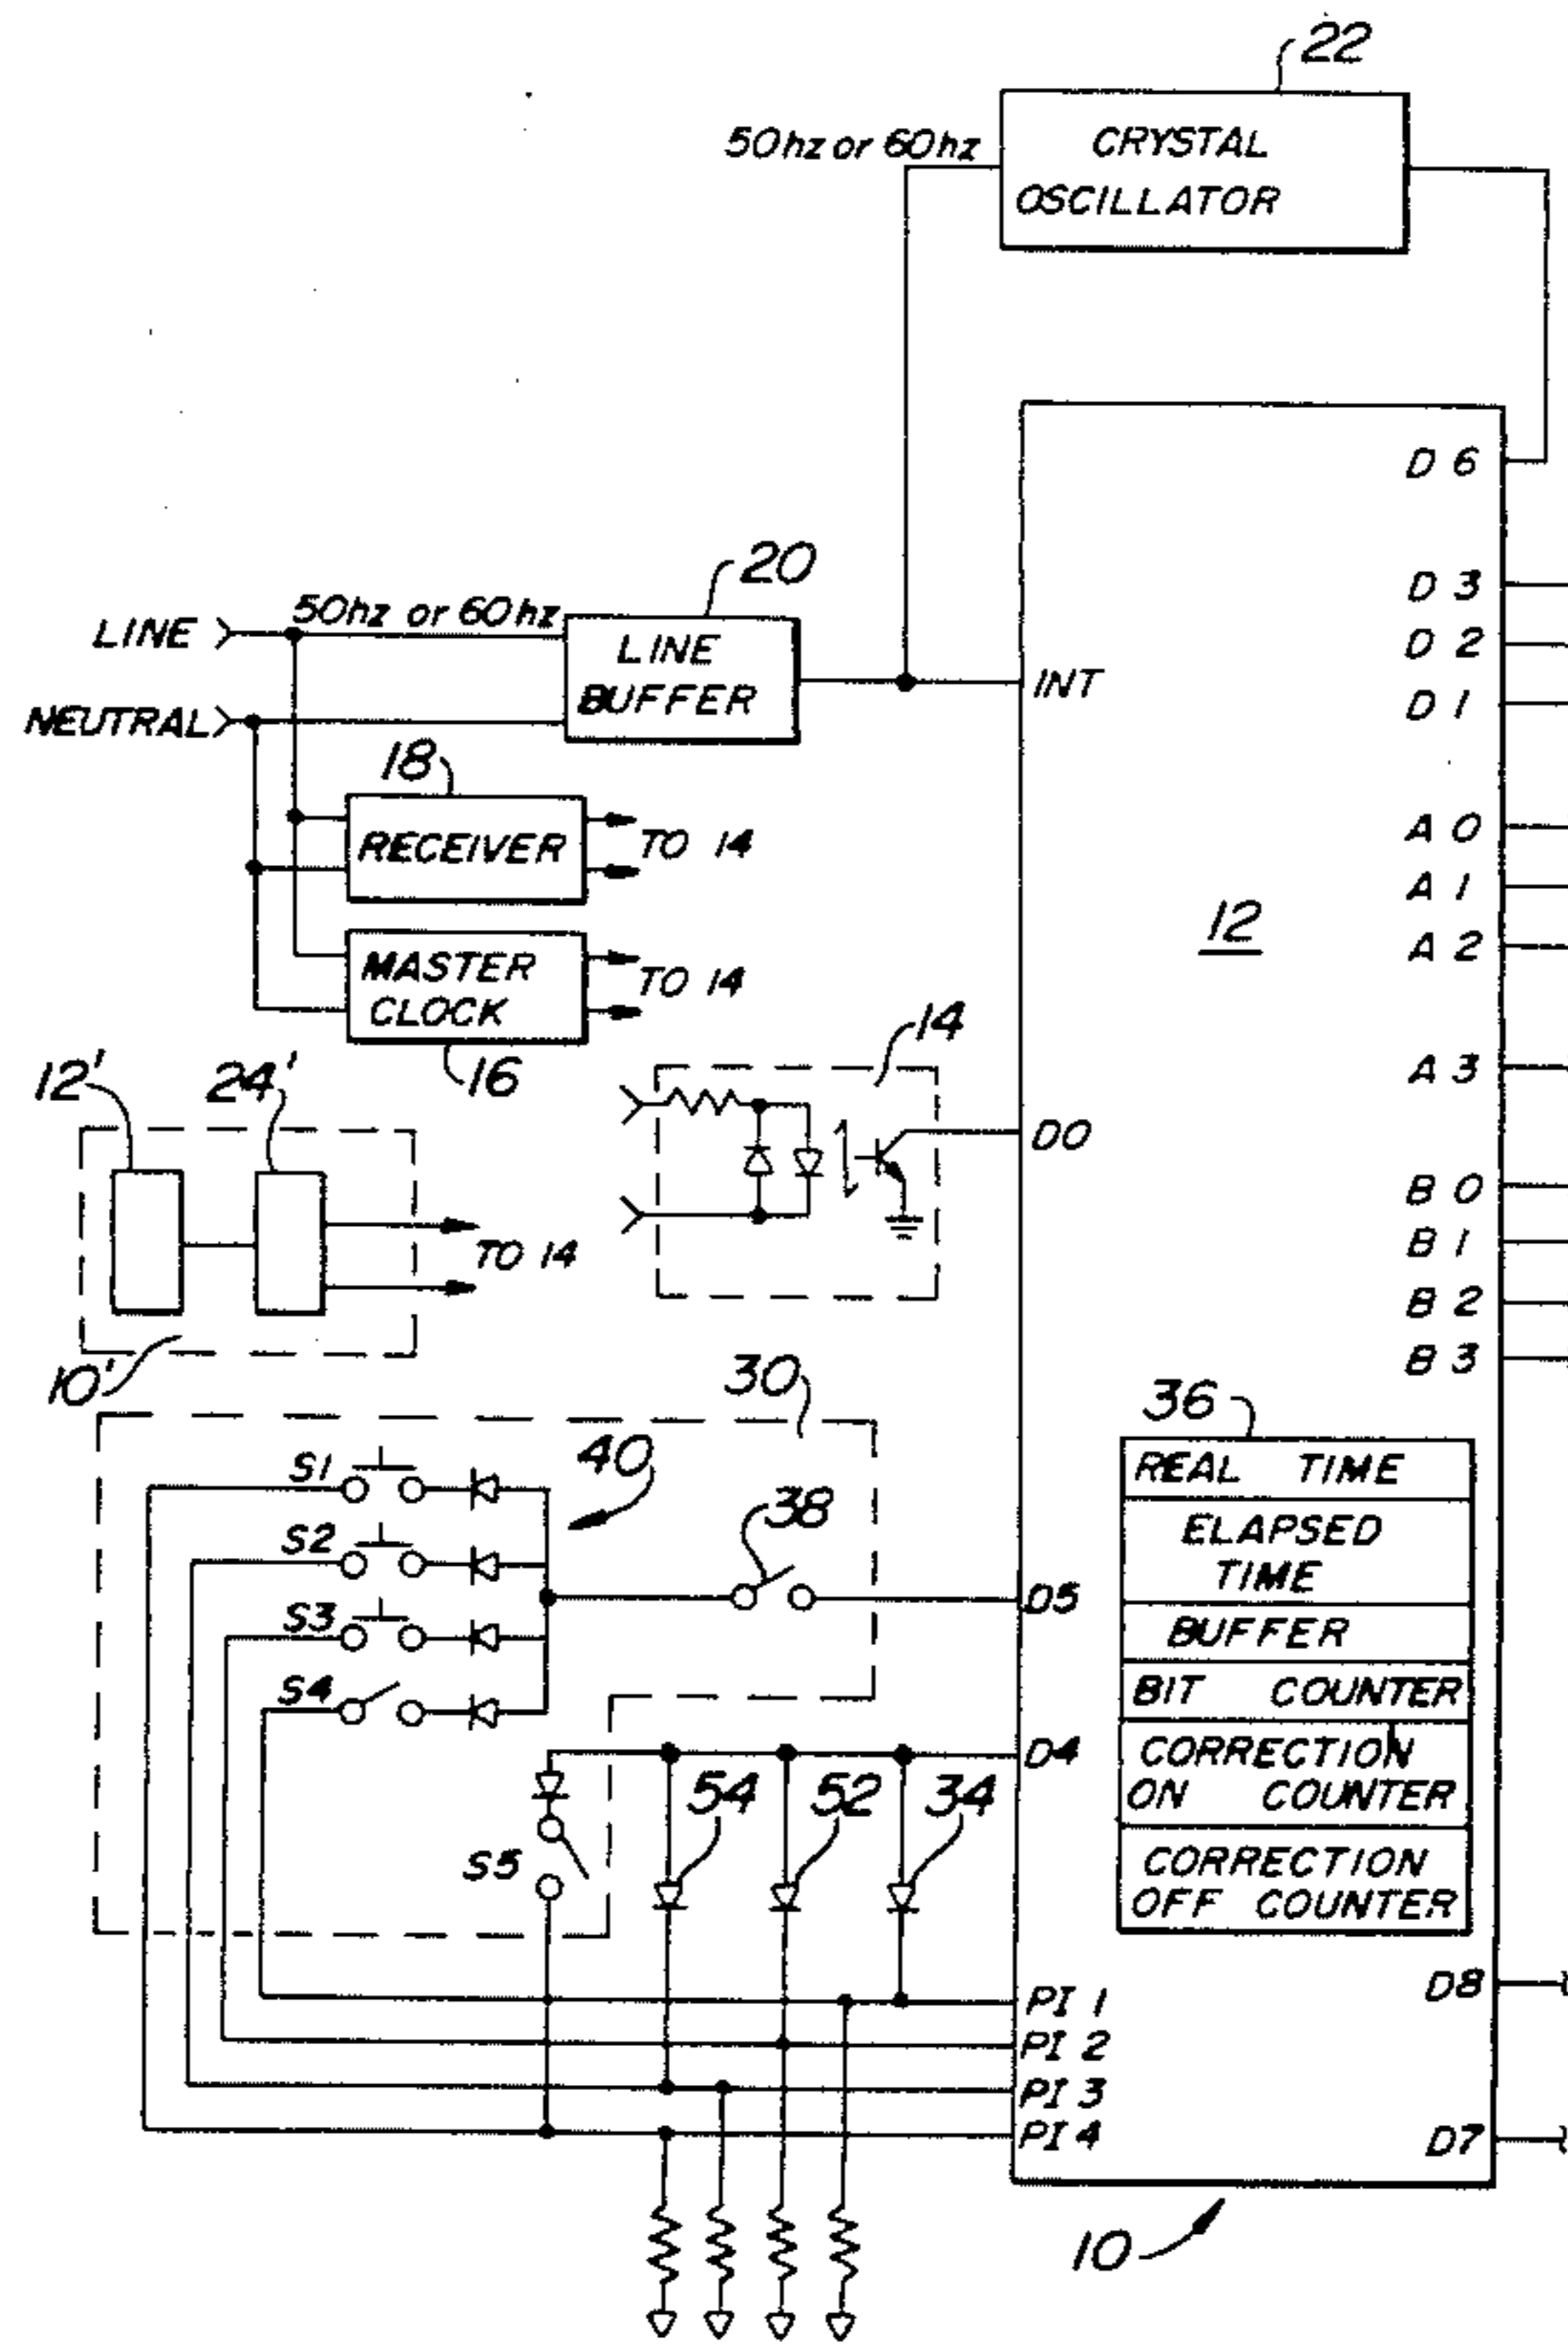 22
50hz or 60hz
CRYSTAL
OSCILLATOR
D 6
20
50hz or 60hz
LINE
LINE
BUFFER
NEUTRAL
INT
D 3
D 2
D 1
18
RECEIVER
TO 14
A 0
A 1
A 2
12
MASTER
CLOCK
TO 14
16
14
A 3
12'
24'
D0
TO 14
10'
B 0
B 1
B 2
B 3
30
36
40
38
S1
S2
S3
S4
D5
REAL TIME
ELAPSED
TIME
BUFFER
BIT COUNTER
CORRECTION
ON COUNTER
CORRECTION
OFF COUNTER
D4
54
52
34
S5
PI 1
PI 2
PI 3
PI 4
D8
D7
10